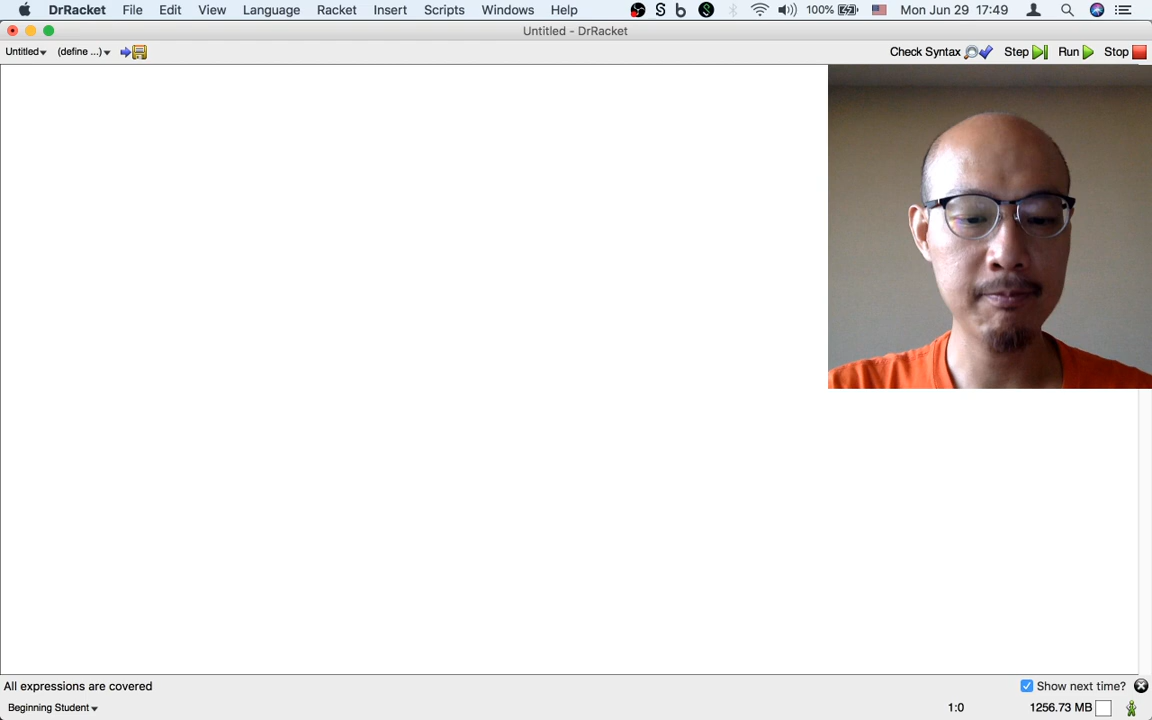 DrRacket File Edit View Insert Language Racket Insert Scripts Windows Help 100% Mon Jun 29 17:49
Untitled - DrRacket
Untitled (define ...) Check Syntax Step Run Stop
All expressions are covered Show next time?
Beginning Student 1:0 1256.73 MB